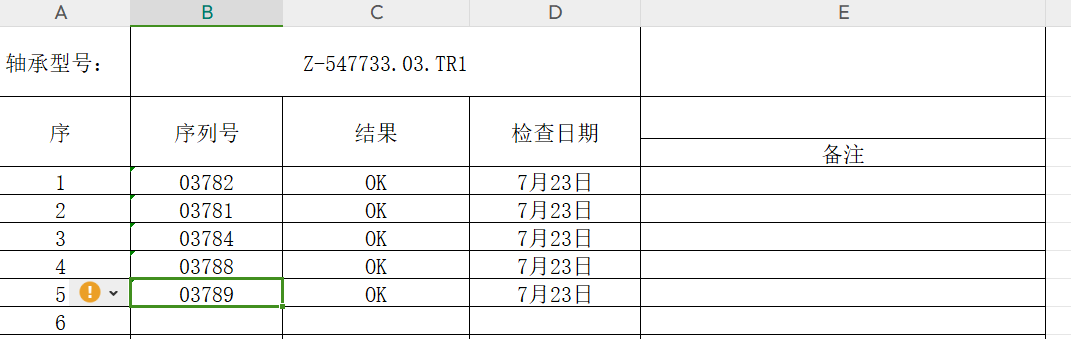 A B C D E
轴承型号: Z-547733.03.TR1
序 序列号 结果 检查日期
备注
1 03782 OK 7月23日
2 03781 OK 7月23日
3 03784 OK 7月23日
4 03788 OK 7月23日
5 ! 03789 OK 7月23日
6